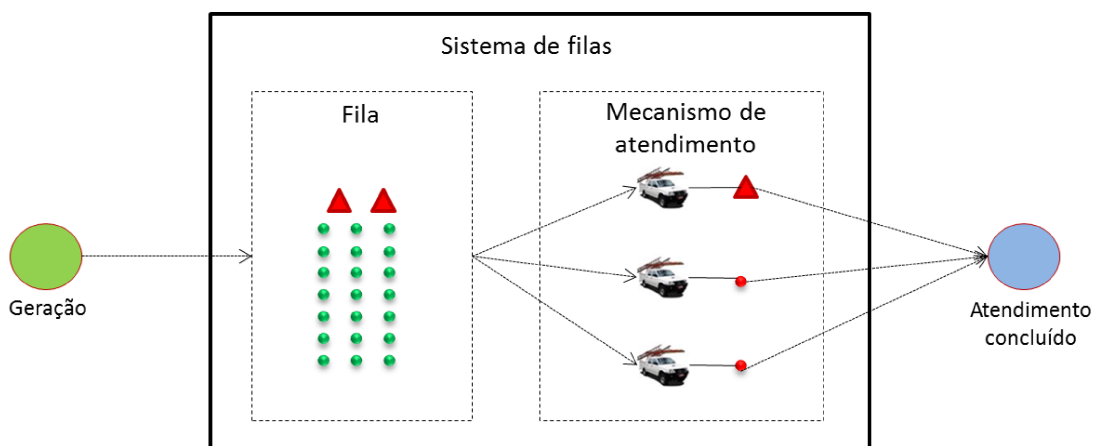 Sistema de filas
Fila
Mecanismo de
atendimento
Geração
Atendimento
concluído